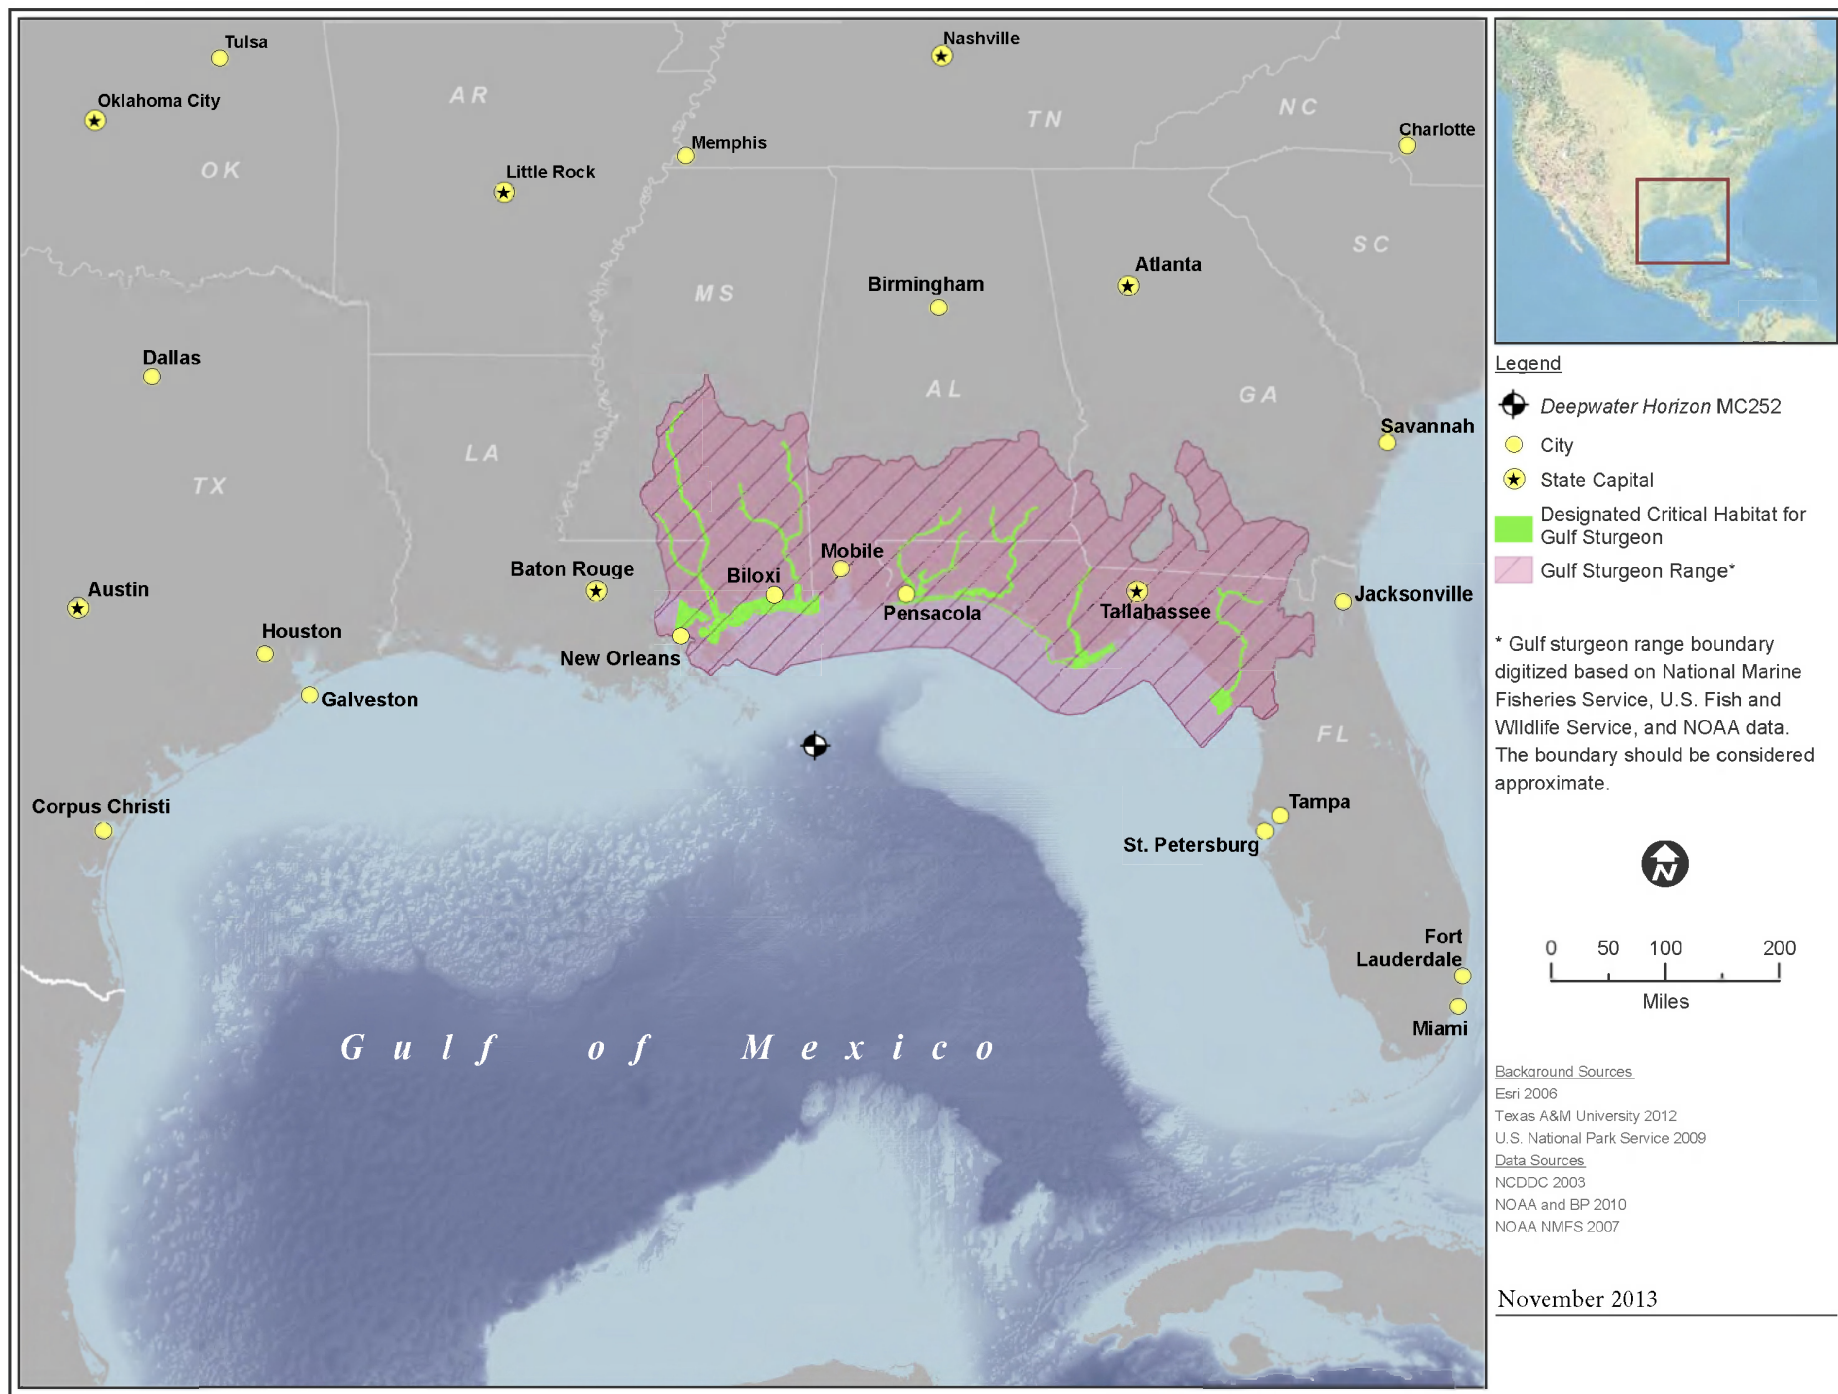 Tulsa
Nashville
Oklahoma City
AR
NC
TN
Charlotte
Memphis
OK
Little Rock
SC
Atlanta
Birmingham
MS
Dallas
AL
GA
Savannah
LA
TX
Mobile
Baton Rouge
Biloxi
Austin
Jacksonville
Pensacola
Tallahassee
Houston
New Orleans
Galveston
FL
Corpus Christi
Tampa
St. Petersburg
Fort
Lauderdale
Miami
Gulf of Mexico
Legend
Deepwater Horizon MC252
City
State Capital
Designated Critical Habitat for
Gulf Sturgeon
Gulf Sturgeon Range*
* Gulf sturgeon range boundary
digitized based on National Marine
Fisheries Service, U.S. Fish and
WIldlife Service, and NOAA data.
The boundary should be considered
approximate.
N
0 50 100 200
Miles
Background Sources
Esri 2006
Texas A&M University 2012
U.S. National Park Service 2009
Data Sources
NCDDC 2003
NOAA and BP 2010
NOAA NMFS 2007
November 2013